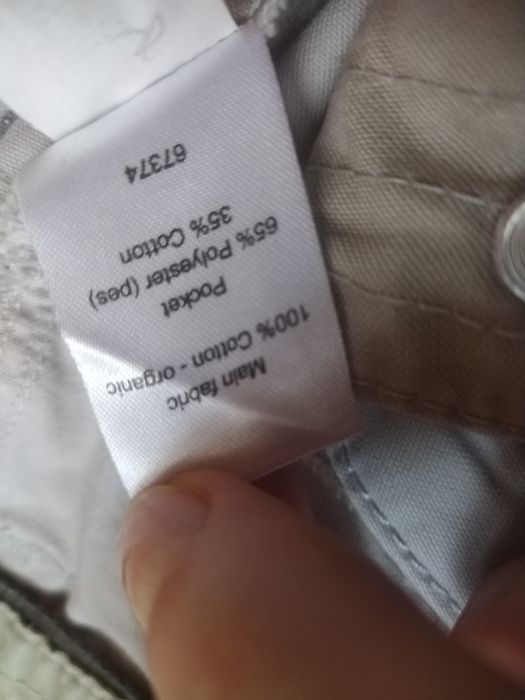 Main fabric
100% Cotton - organic
Pocket
65% Polyester (pes)
35% Cotton
67374